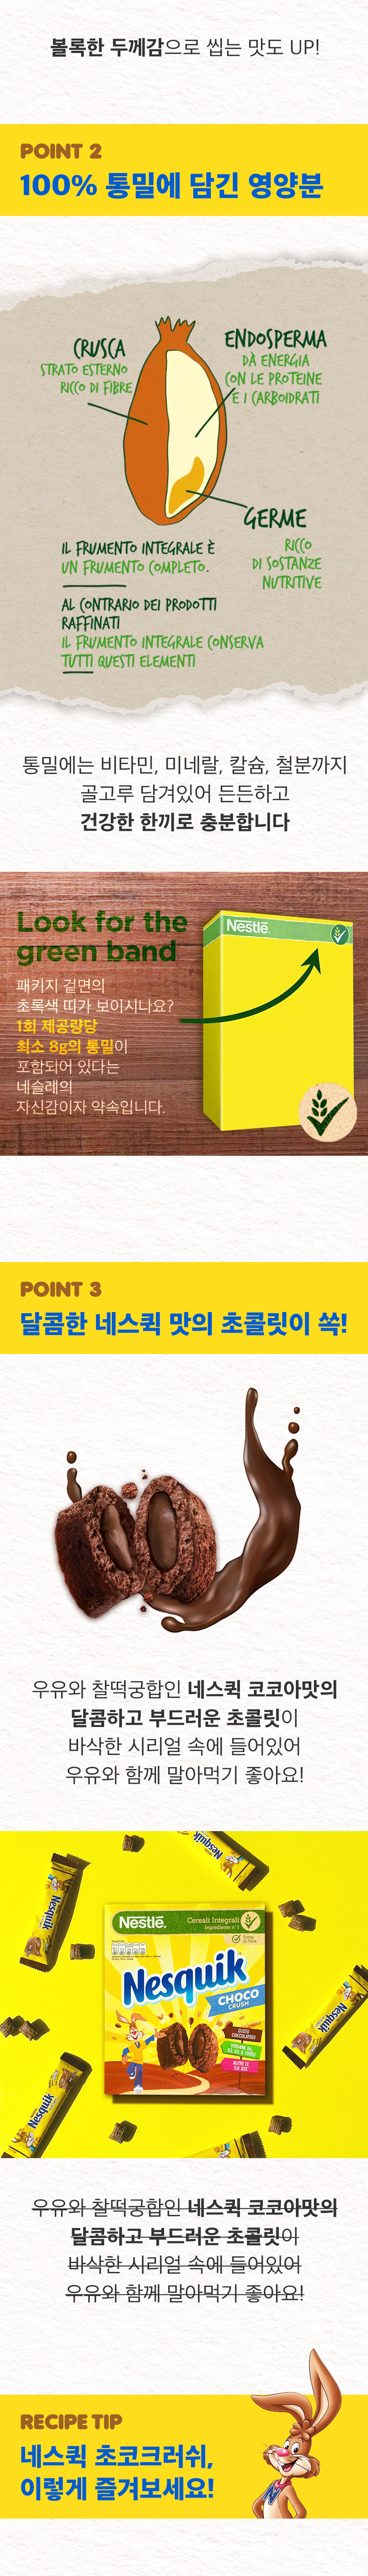 볼록한 두께감으로 씹는 맛도 UP!
POINT 2
100% 통밀에 담긴 영양분
CRUSCA
STRATO ESTERNO
RICCO DI FIBRE
ENDOSPERMA
DÀ ENERGIA
CON LE PROTEINE
E I CARBOIDRATI
GERME
RICCO
DI SOSTANZE
NUTRITIVE
IL FRUMENTO INTEGRALE È
UN FRUMENTO COMPLETO.
AL CONTRARIO DEI PRODOTTI
RAFFINATI
IL FRUMENTO INTEGRALE CONSERVA
TUTTI QUESTI ELEMENTI
통밀에는 비타민, 미네랄, 칼슘, 철분까지
골고루 담겨있어 든든하고
건강한 한끼로 충분합니다
Look for the
green band
패키지 겉면의
초록색 띠가 보이시나요?
1회 제공량당
최소 8g의 통밀이
포함되어 있다는
네슬레의
자신감이자 약속입니다.
Nestlé
POINT 3
달콤한 네스퀵 맛의 초콜릿이 쏙!
우유와 찰떡궁합인 네스퀵 코코아맛의
달콤하고 부드러운 초콜릿이
바삭한 시리얼 속에 들어있어
우유와 함께 말아먹기 좋아요!
Nesquik
Nesquik
Nesquik
Nesquik
Nestlé
Cereali Integrali
Ingrediente n°1
Nesquik
CHOCO
CRUSH
GUSTO
CIOCCOLATOSO
우유와 찰떡궁합인 네스퀵 코코아맛의
달콤하고 부드러운 초콜릿이
바삭한 시리얼 속에 들어있어
우유와 함께 말아먹기 좋아요!
RECIPE TIP
네스퀵 초코크러쉬,
이렇게 즐겨보세요!